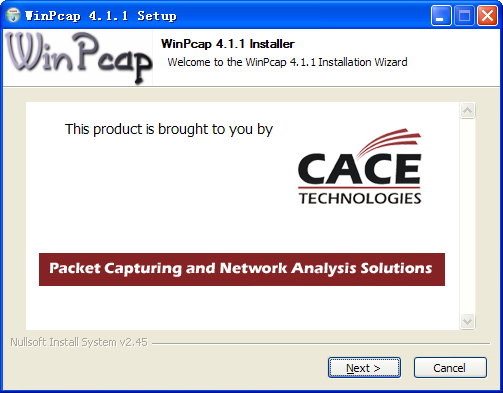 WinPcap 4.1.1 Setup
WinPcap
WinPcap 4.1.1 Installer
Welcome to the WinPcap 4.1.1 Installation Wizard
This product is brought to you by
CACE
TECHNOLOGIES
Packet Capturing and Network Analysis Solutions
Nullsoft Install System v2.45
Next >
Cancel